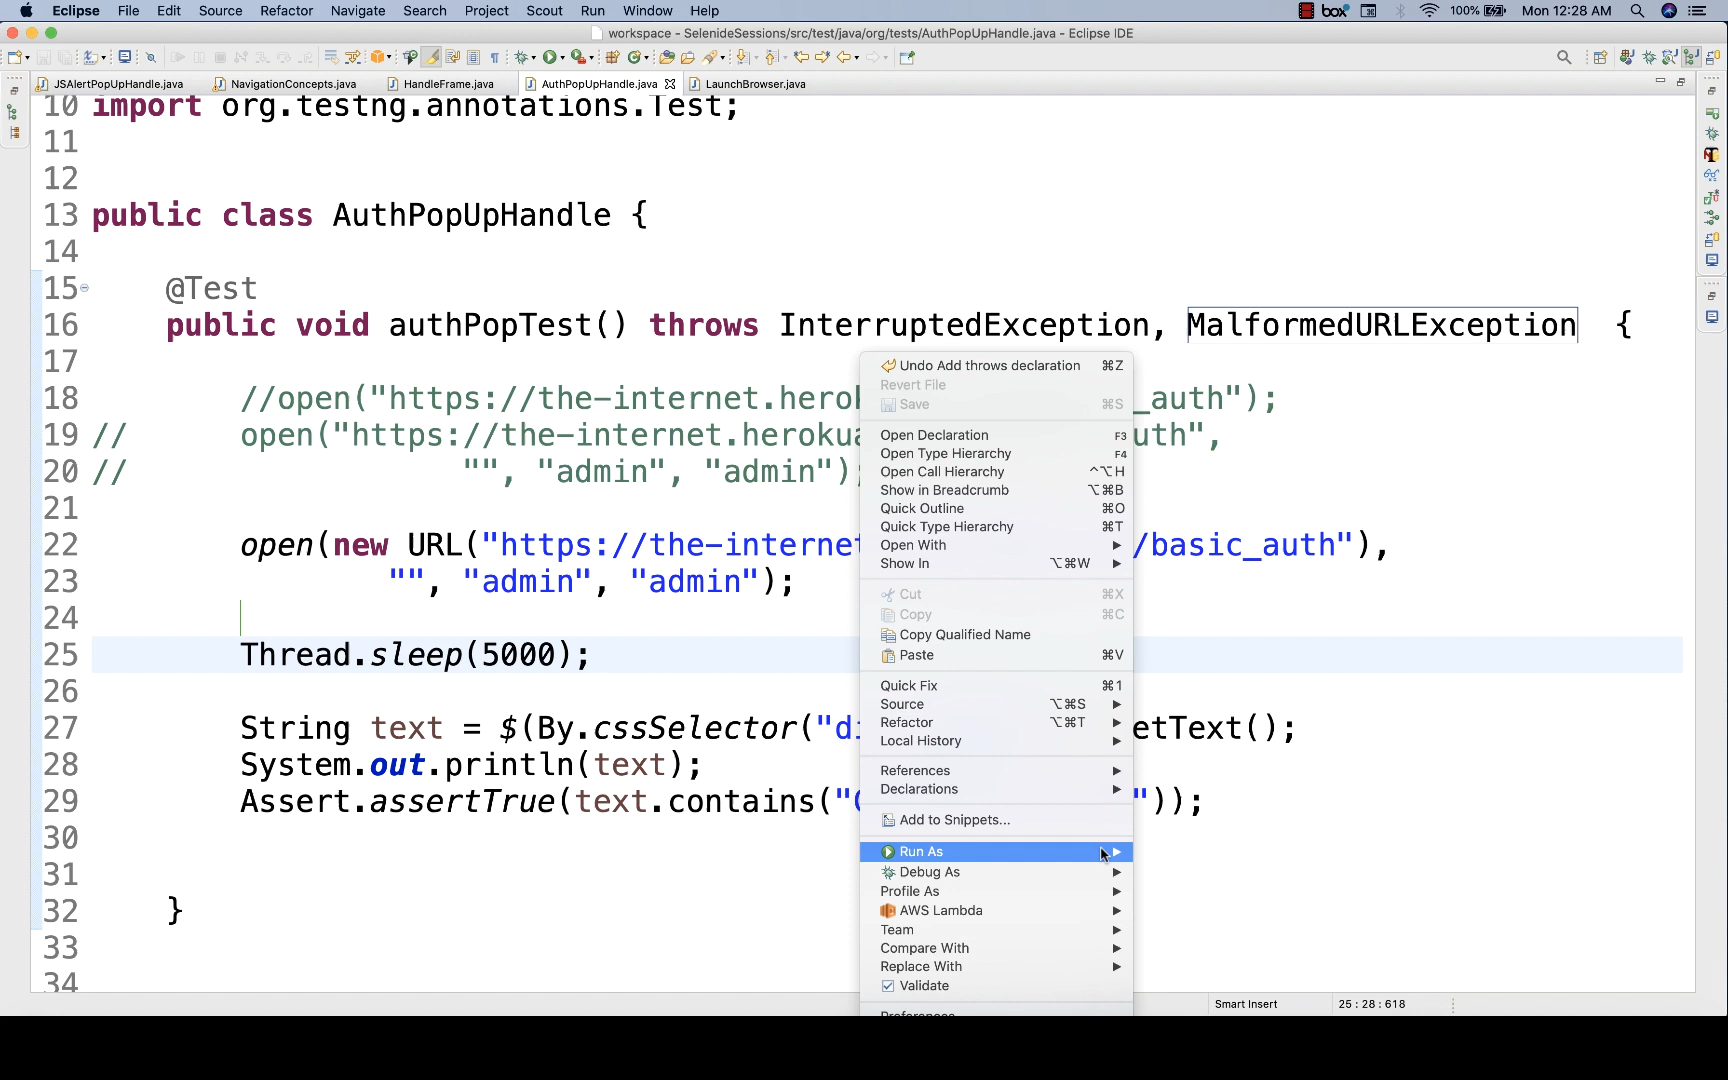 Eclipse File Edit Source Refactor Navigate Search Project Scout Run Window Help box 100% Mon 12:28 AM
workspace - SelenideSessions/src/test/java/org/tests/AuthPopUpHandle.java - Eclipse IDE
JSAlertPopUpHandle.java NavigationConcepts.java HandleFrame.java AuthPopUpHandle.java LaunchBrowser.java
10 import org.testng.annotations.Test;
11
12
13 public class AuthPopUpHandle {
14
15 @Test
16 public void authPopTest() throws InterruptedException, MalformedURLException {
17
18 //open("https://the-internet.hero _auth");
19 // open("https://the-internet.heroku uth",
20 // "", "admin", "admin");
21
22 open(new URL("https://the-interne /basic_auth"),
23 "", "admin", "admin");
24
25 Thread.sleep(5000);
26
27 String text = $(By.cssSelector("d etText();
28 System.out.println(text);
29 Assert.assertTrue(text.contains(" "));
30
31
32 }
33
34
Undo Add throws declaration ⌘Z
Revert File
Save ⌘S
Open Declaration F3
Open Type Hierarchy F4
Open Call Hierarchy ^⌥H
Show in Breadcrumb ⌥⌘B
Quick Outline ⌘O
Quick Type Hierarchy ⌘T
Open With
Show In ⌥⌘W
Cut ⌘X
Copy ⌘C
Copy Qualified Name
Paste ⌘V
Quick Fix ⌘1
Source ⌥⌘S
Refactor ⌥⌘T
Local History
References
Declarations
Add to Snippets...
Run As
Debug As
Profile As
AWS Lambda
Team
Compare With
Replace With
Validate
Smart Insert 25 : 28 : 618